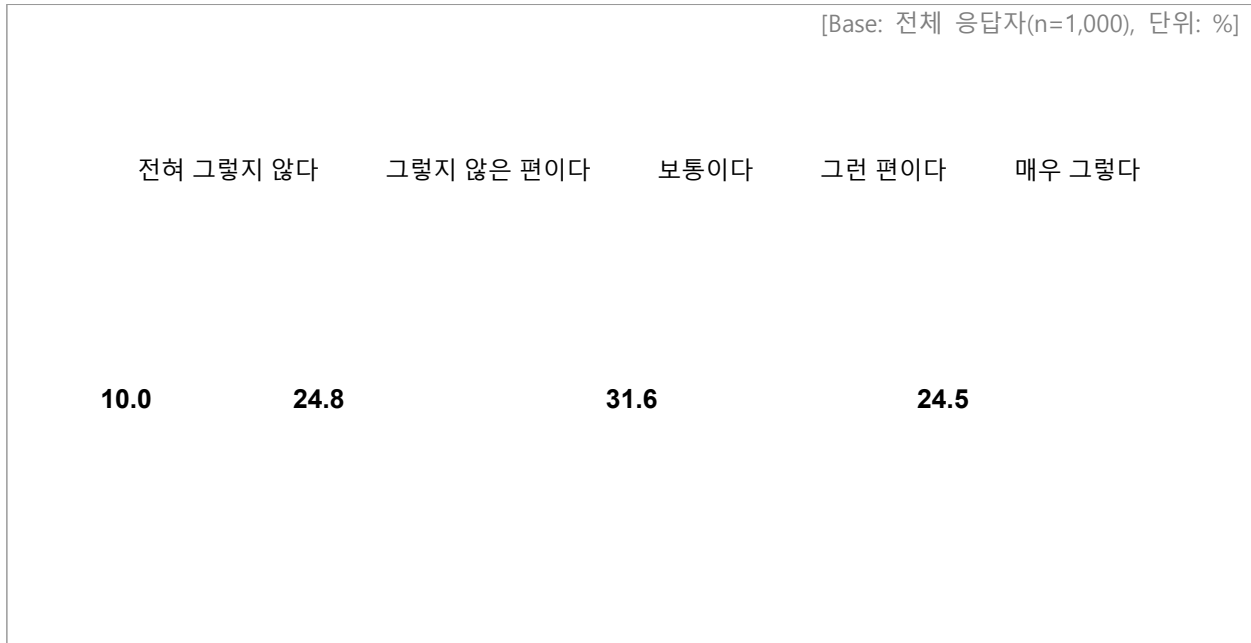 [Base: 전체 응답자(n=1,000), 단위: %]
전혀 그렇지 않다 그렇지 않은 편이다 보통이다 그런 편이다 매우 그렇다
10.0 24.8 31.6 24.5